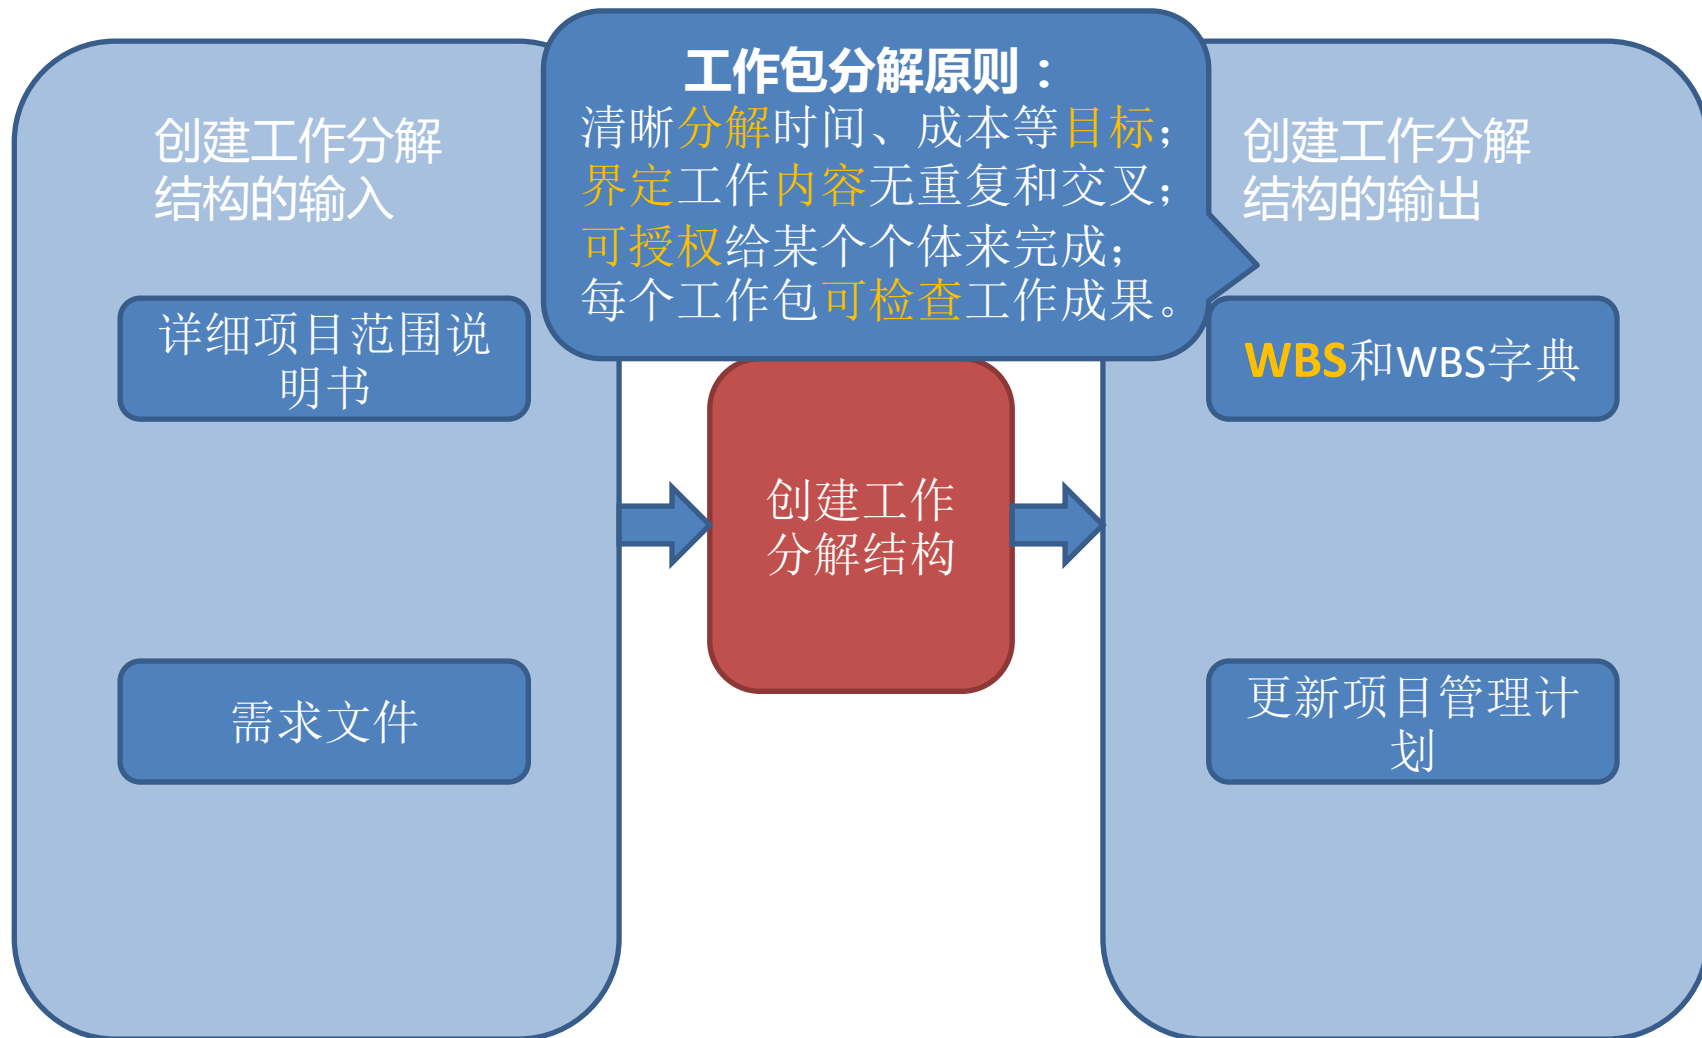 工作包分解原则：
清晰分解时间、成本等目标；
界定工作内容无重复和交叉；
可授权给某个个体来完成；
每个工作包可检查工作成果。
创建工作分解
结构的输入
详细项目范围说
明书
需求文件
创建工作
分解结构
创建工作分解
结构的输出
WBS和WBS字典
更新项目管理计
划